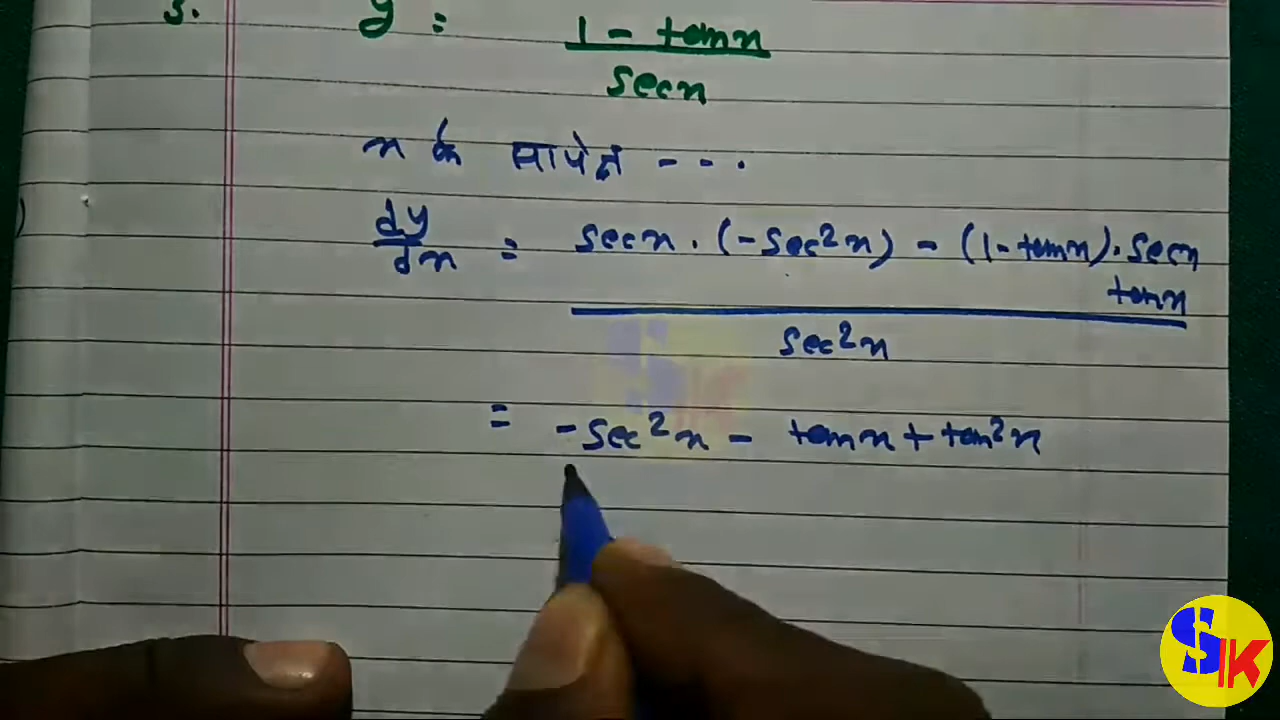 3. y = 1 - tanx
secx
x के सापेक्ष - - -
dy/dx = secx . (-sec²x) - (1-tanx).secx
tanx
sec²x
= -sec²x - tanx + tan²x
SK